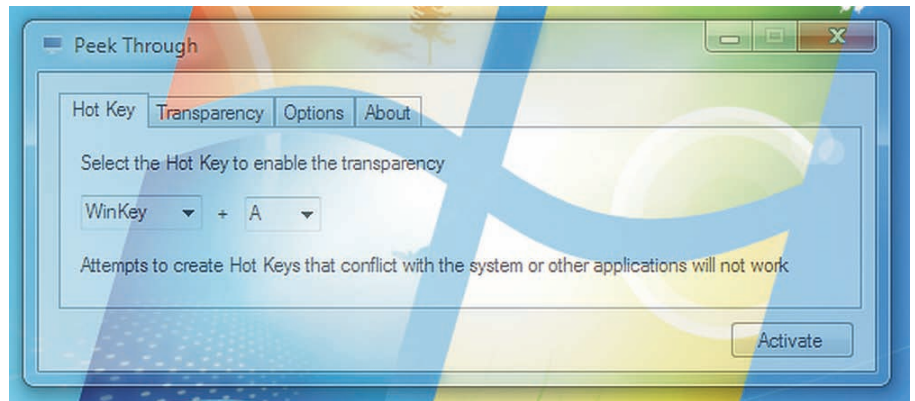 Peek Through
Hot Key Transparency Options About
Select the Hot Key to enable the transparency
WinKey + A
Attempts to create Hot Keys that conflict with the system or other applications will not work
Activate